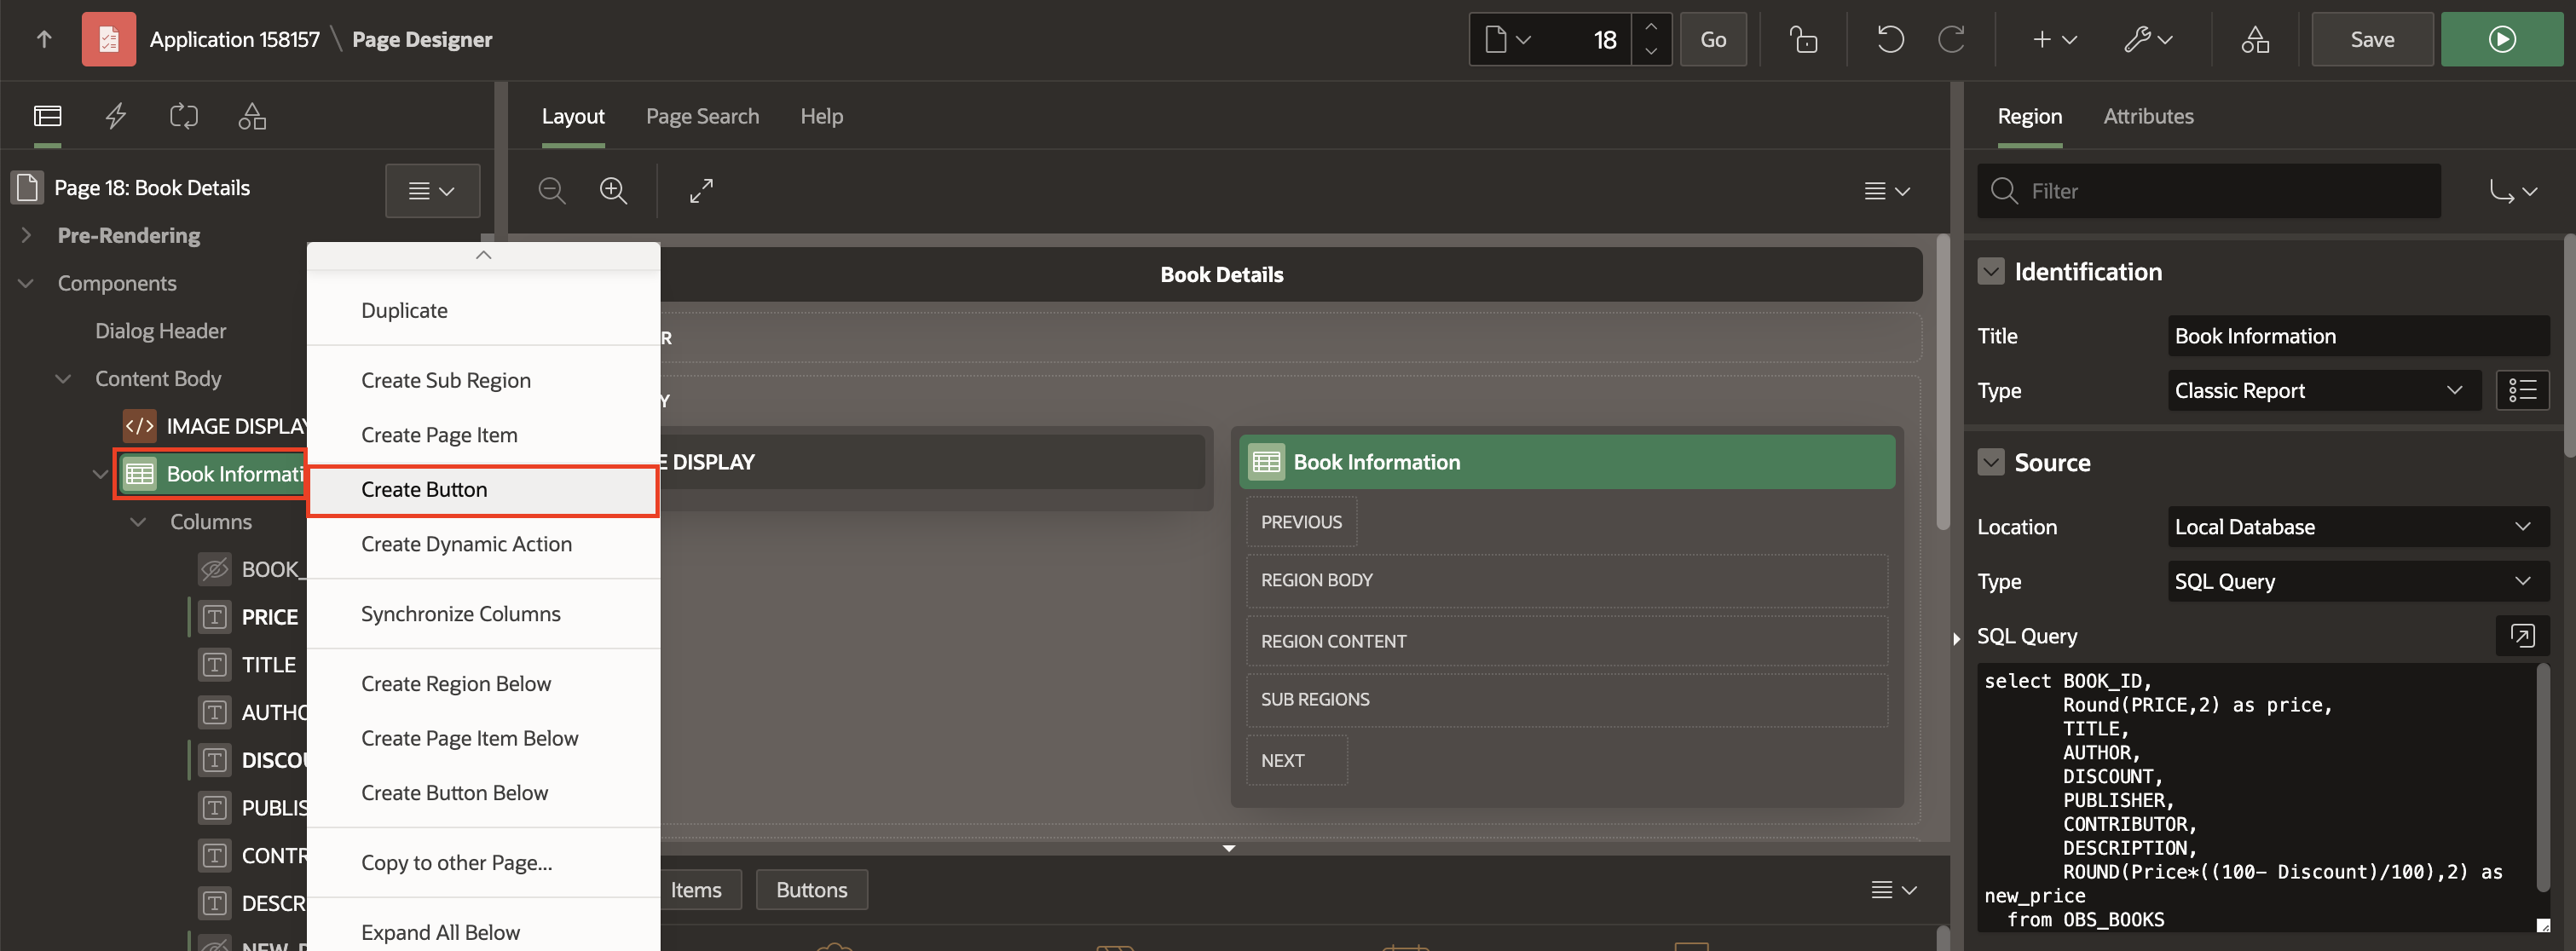 Application 158157 \ Page Designer
18
Go
Save
Layout
Page Search
Help
Region
Attributes
Page 18: Book Details
Filter
Pre-Rendering
Components
Dialog Header
Content Body
IMAGE DISPLAY
Book Informati
Columns
BOOK_
PRICE
TITLE
AUTHO
DISCOU
PUBLIS
CONTR
DESCR
Duplicate
Create Sub Region
Create Page Item
Create Button
Create Dynamic Action
Synchronize Columns
Create Region Below
Create Page Item Below
Create Button Below
Copy to other Page...
Expand All Below
Book Details
R
Y
E DISPLAY
Book Information
PREVIOUS
REGION BODY
REGION CONTENT
SUB REGIONS
NEXT
Items
Buttons
Identification
Title
Book Information
Type
Classic Report
Source
Location
Local Database
Type
SQL Query
SQL Query
select BOOK_ID,
Round(PRICE,2) as price,
TITLE,
AUTHOR,
DISCOUNT,
PUBLISHER,
CONTRIBUTOR,
DESCRIPTION,
ROUND(Price*((100- Discount)/100),2) as
new_price
from OBS_BOOKS